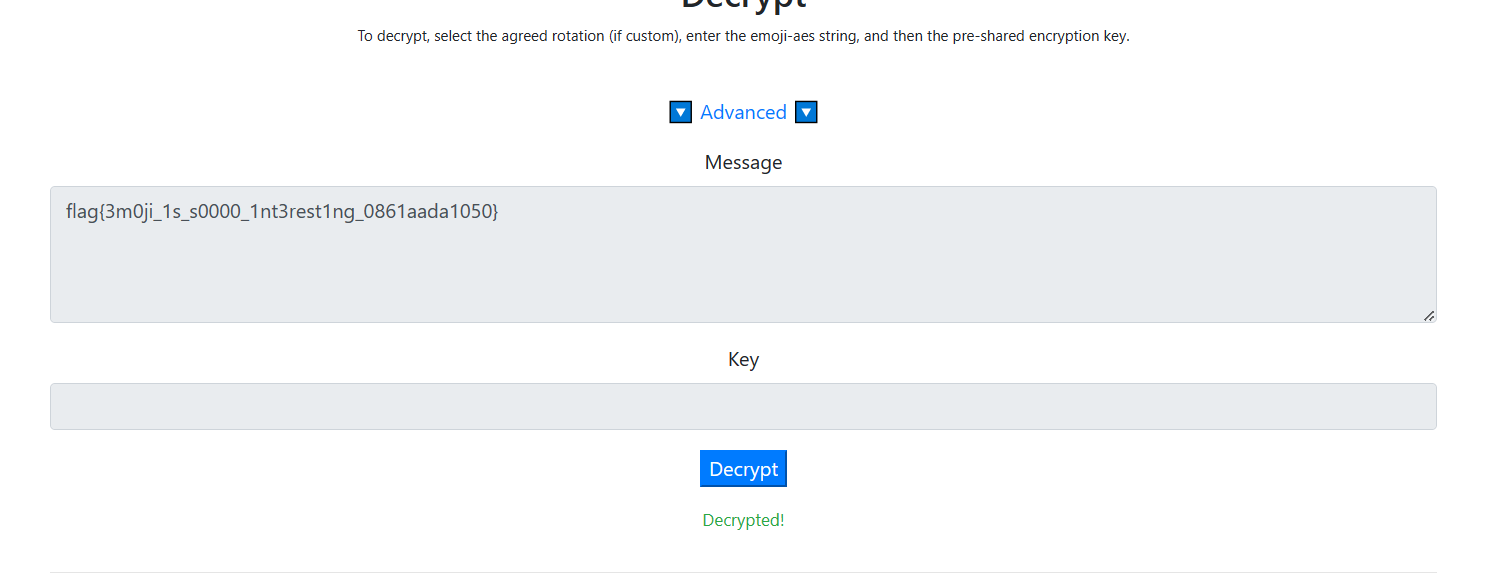 Decrypt
To decrypt, select the agreed rotation (if custom), enter the emoji-aes string, and then the pre-shared encryption key.
Advanced
Message
flag{3m0ji_1s_s0000_1nt3rest1ng_0861aada1050}
Key
Decrypt
Decrypted!